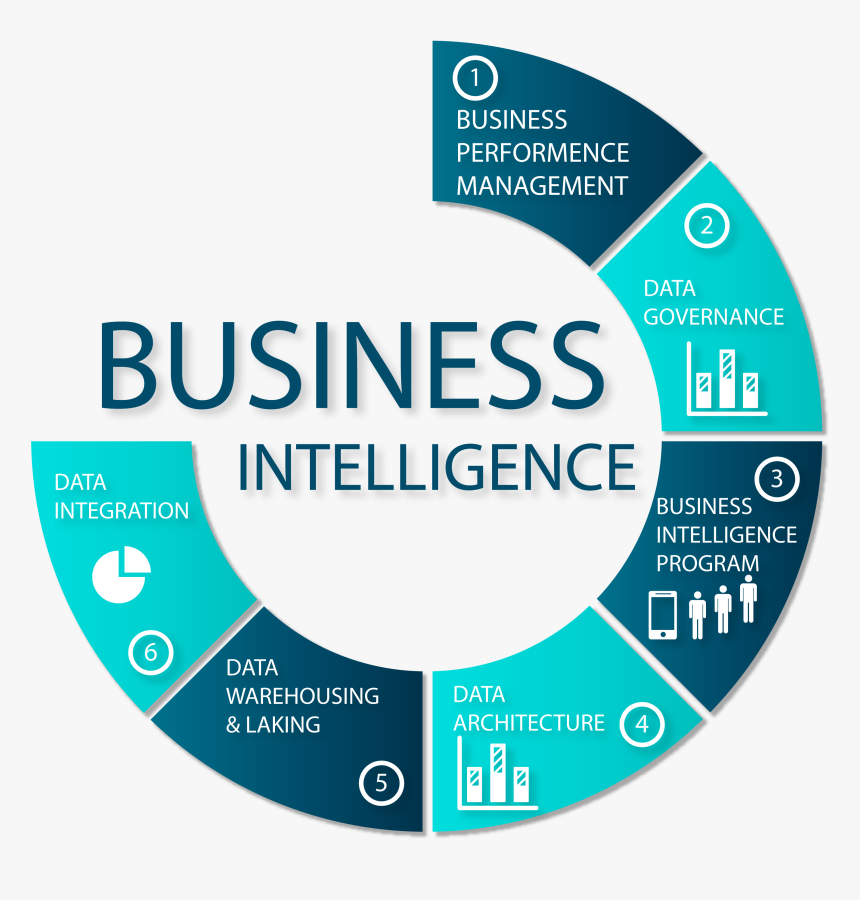 BUSINESS
INTELLIGENCE
1
BUSINESS
PERFORMENCE
MANAGEMENT
2
DATA
GOVERNANCE
3
BUSINESS
INTELLIGENCE
PROGRAM
DATA
ARCHITECTURE
4
DATA
WAREHOUSING
& LAKING
5
DATA
INTEGRATION
6